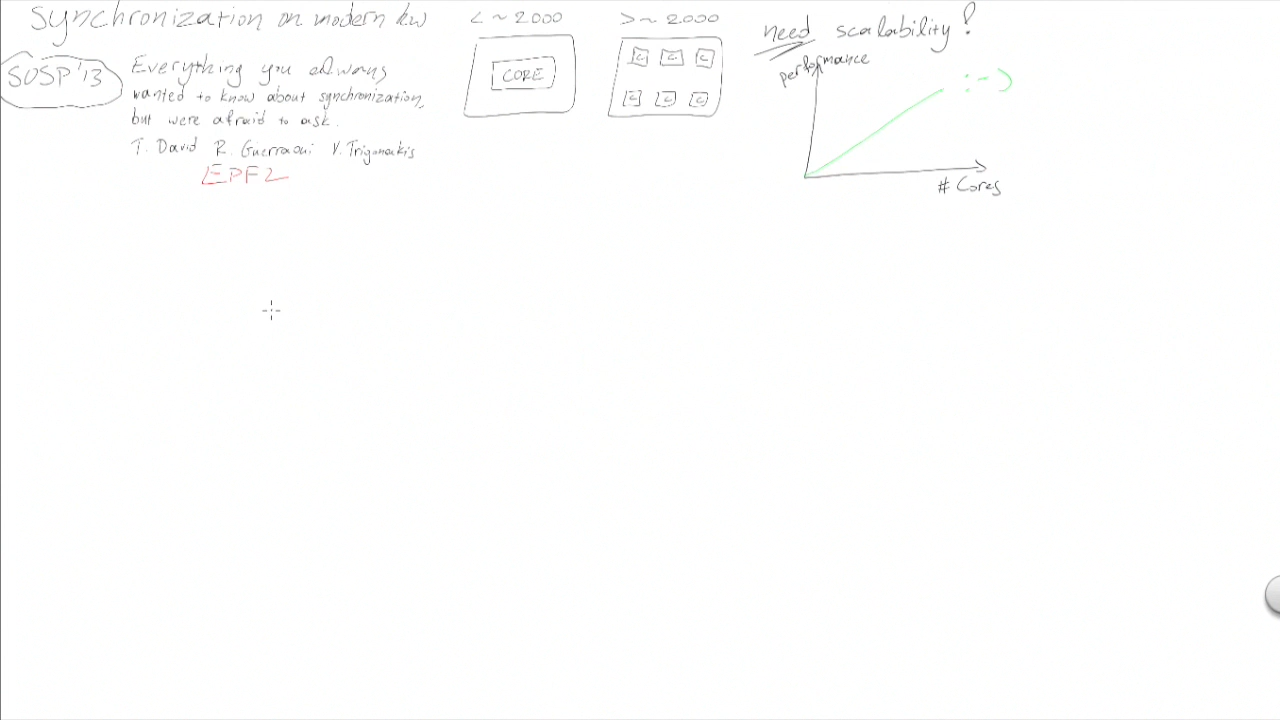 Synchronization on modern hw
SOSP '13
Everything you always
wanted to know about synchronization,
but were afraid to ask.
T. David R. Guerraoui V. Trigonakis
EPFL
< ~ 2000
CORE
> ~ 2000
C C C
C C C
need scalability!
performance
:-)
# Cores